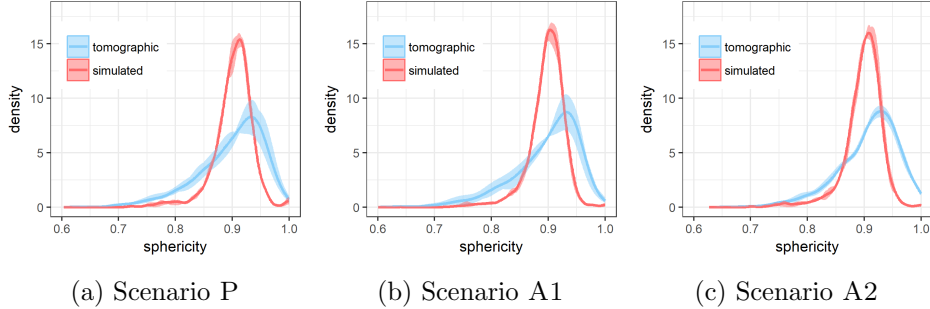 15
10
5
0
density
tomographic
simulated
0.6 0.7 0.8 0.9 1.0
sphericity
(a) Scenario P
15
10
5
0
density
tomographic
simulated
0.6 0.7 0.8 0.9 1.0
sphericity
(b) Scenario A1
15
10
5
0
density
tomographic
simulated
0.6 0.7 0.8 0.9 1.0
sphericity
(c) Scenario A2